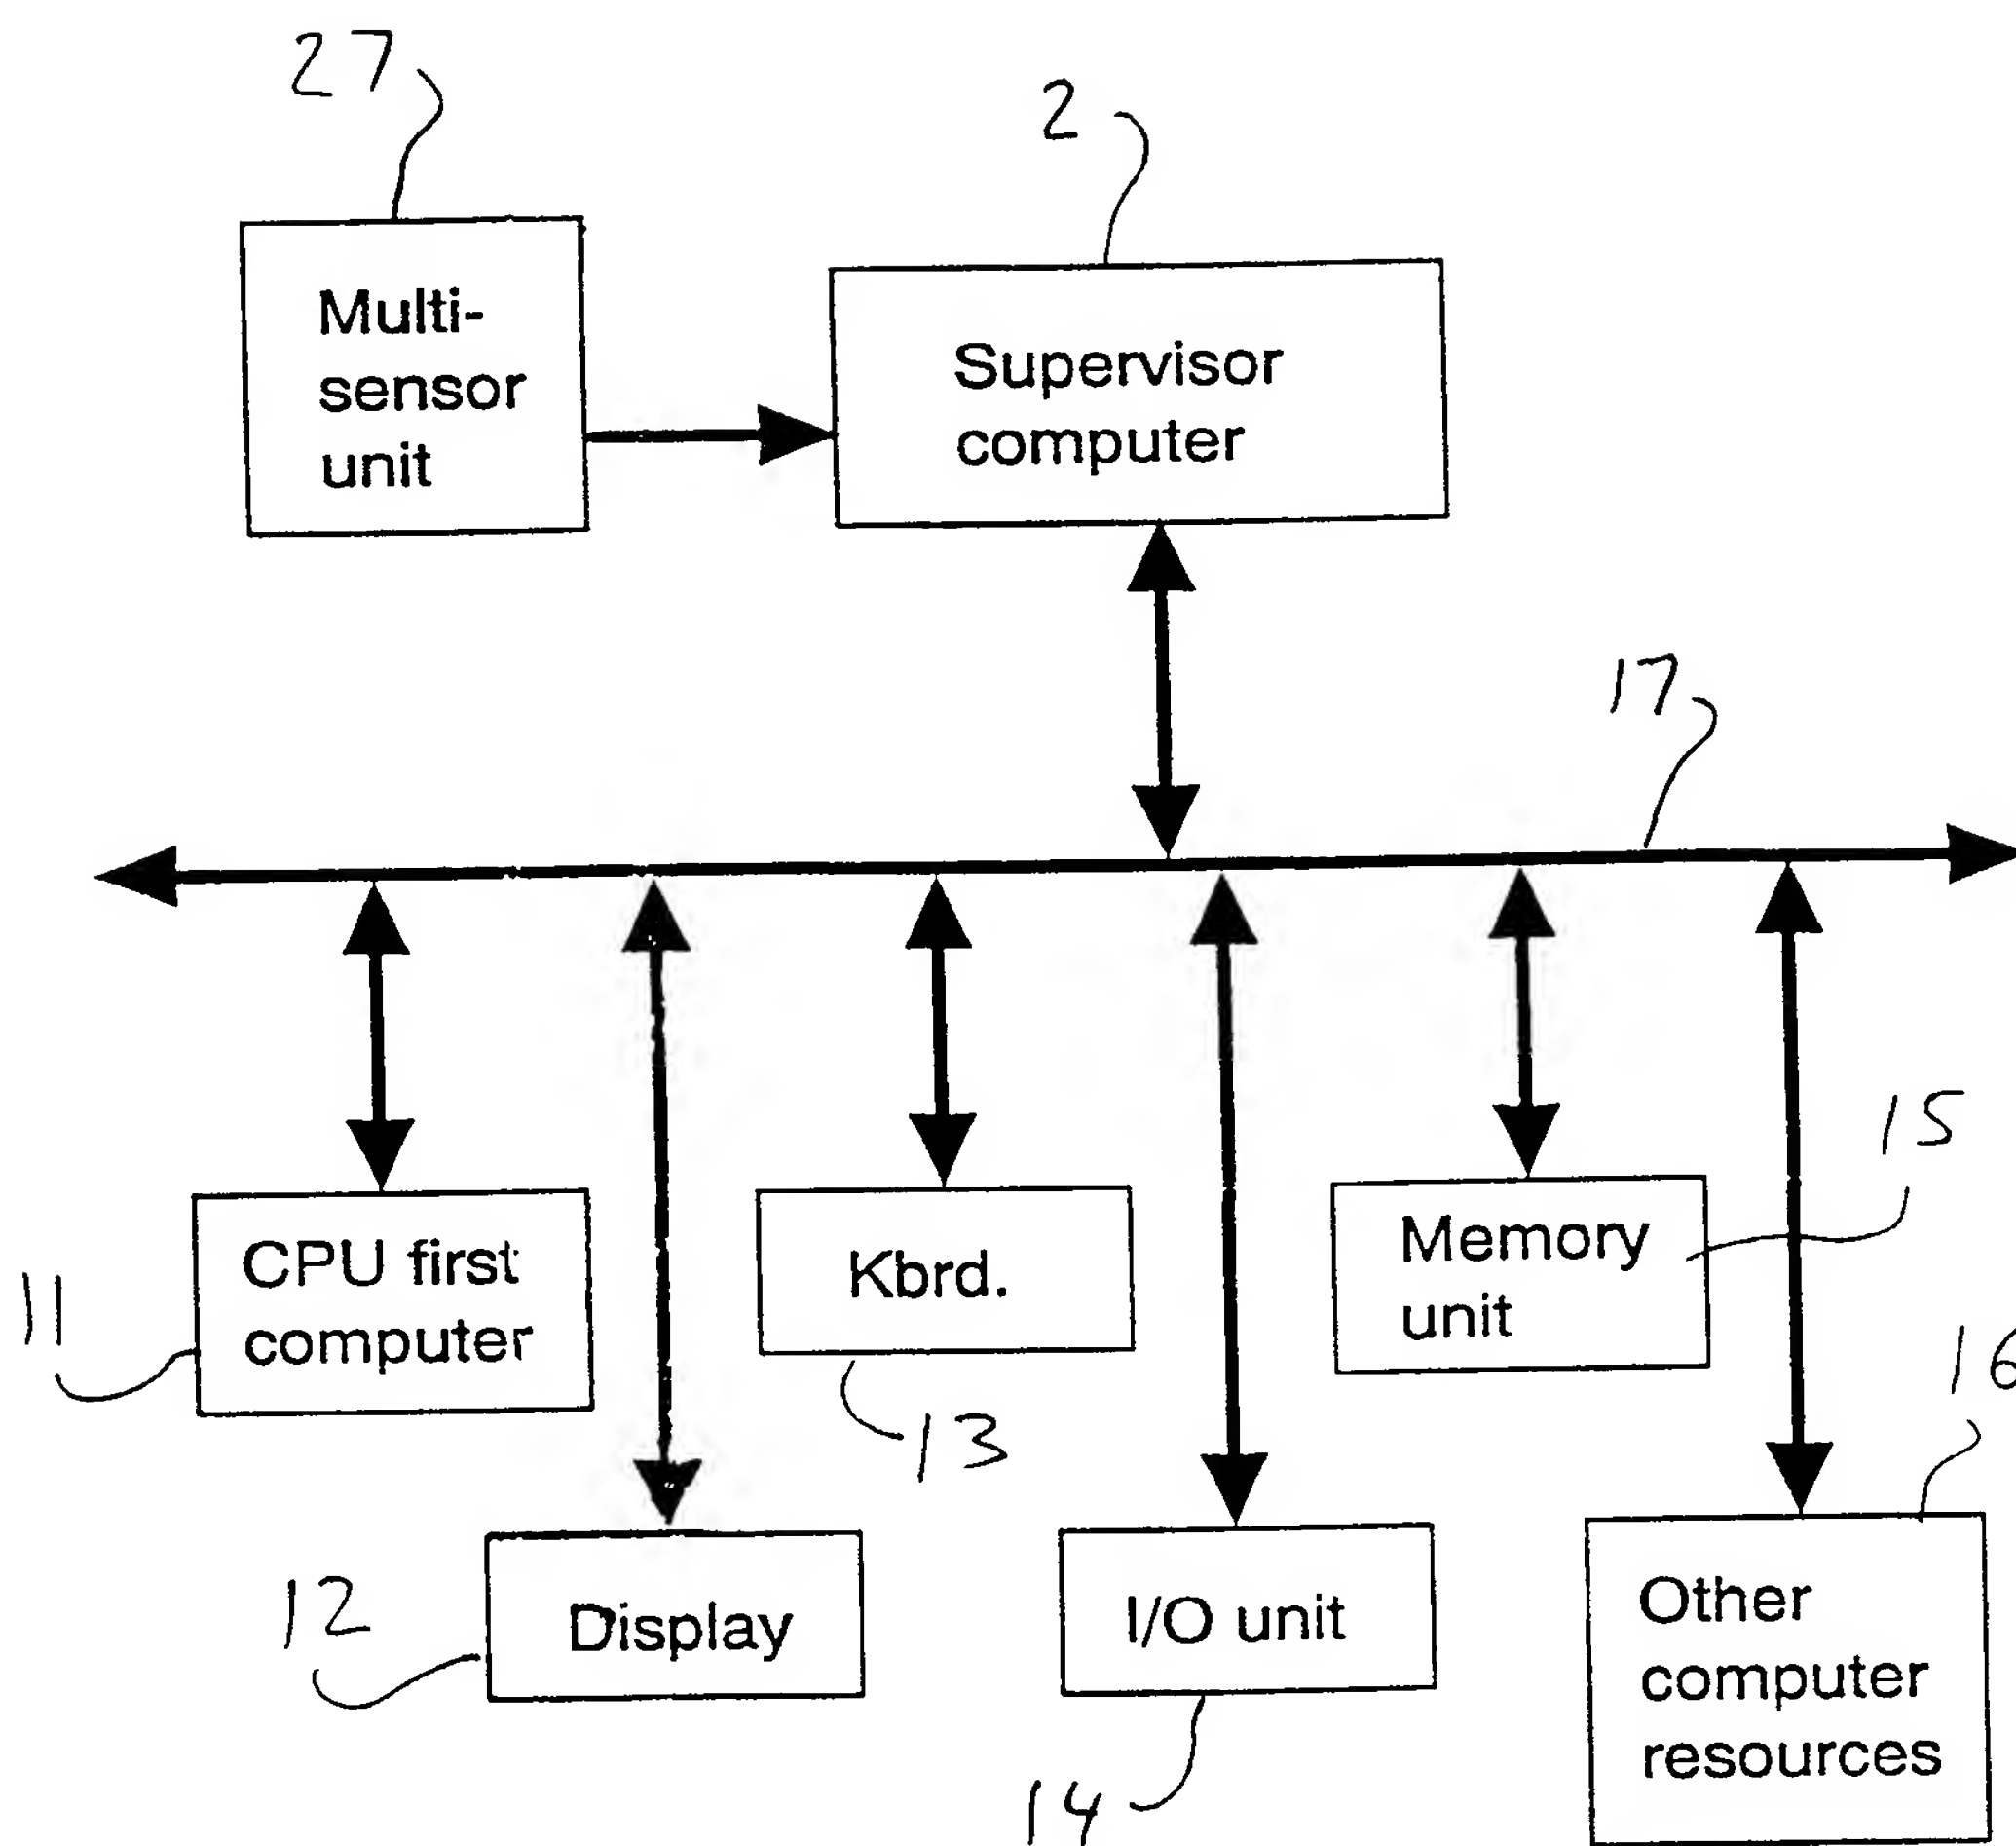 27
2
Multi-
sensor
unit
Supervisor
computer
17
15
CPU first
computer
Kbrd.
Memory
unit
11
13
16
12
Display
I/O unit
Other
computer
resources
14